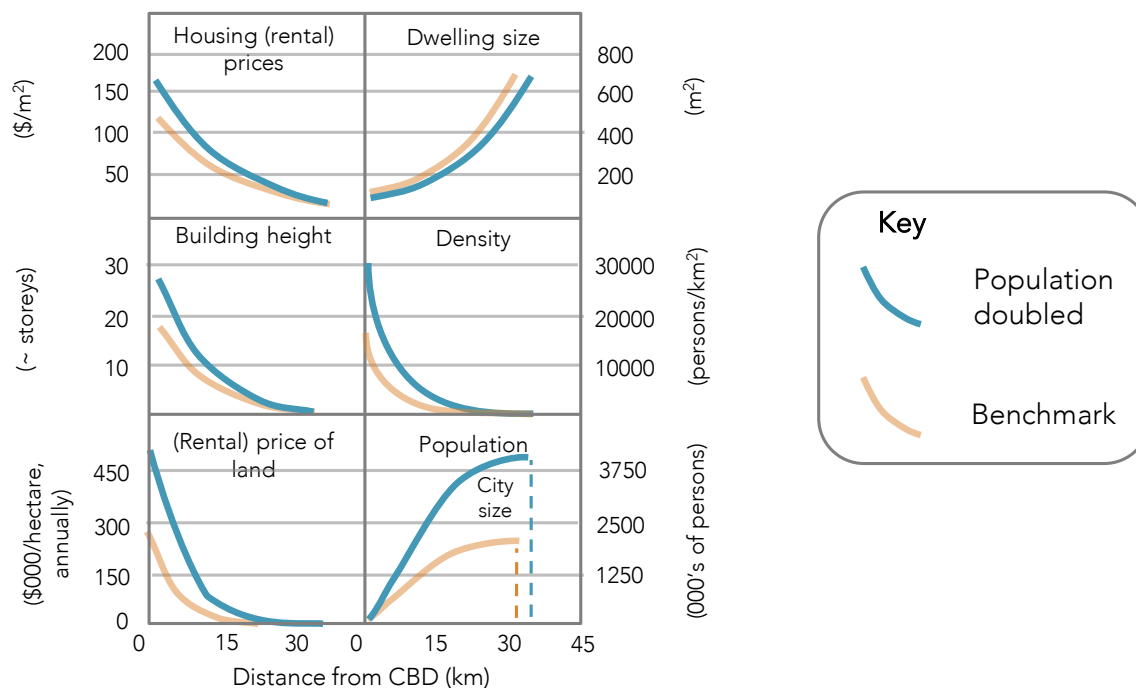 Housing (rental)
prices
Dwelling size
200
150
100
50
($/m²)
800
600
400
200
(m²)
Building height
Density
30
20
10
(~ storeys)
30000
20000
10000
(persons/km²)
(Rental) price of
land
Population
City
size
450
300
150
0
($000/hectare,
annually)
3750
2500
1250
(000's of persons)
0
15
30
0
15
30
45
Distance from CBD (km)
Key
Population
doubled
Benchmark